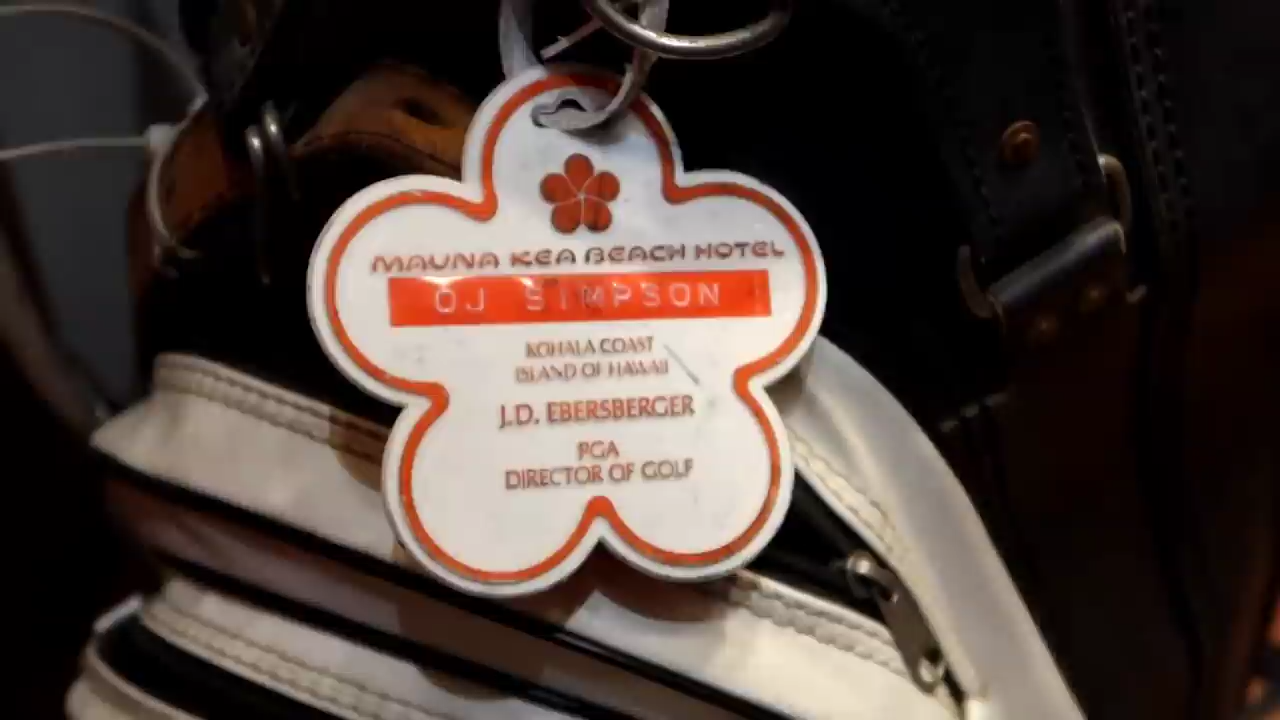 MAUNA KEA BEACH HOTEL
OJ SIMPSON
KOHALA COAST
ISLAND OF HAWAII
J.D. EBERSBERGER
PGA
DIRECTOR OF GOLF